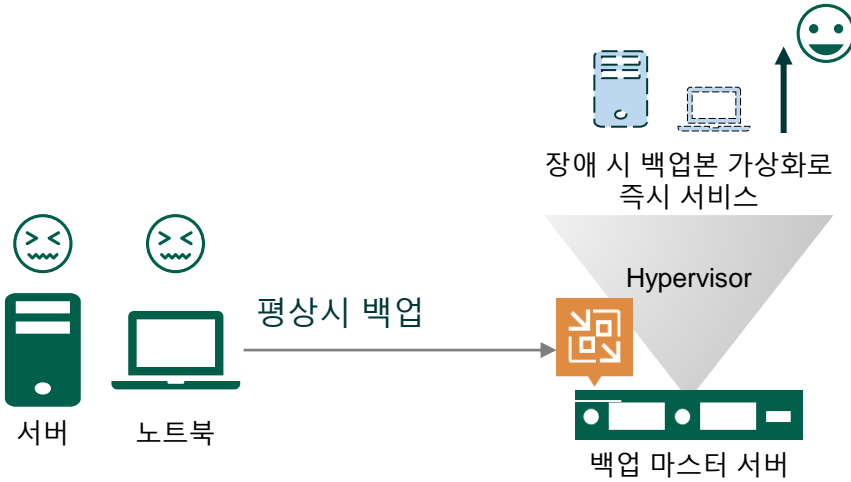 장애 시 백업본 가상화로
즉시 서비스
Hypervisor
평상시 백업
서버
노트북
백업 마스터 서버